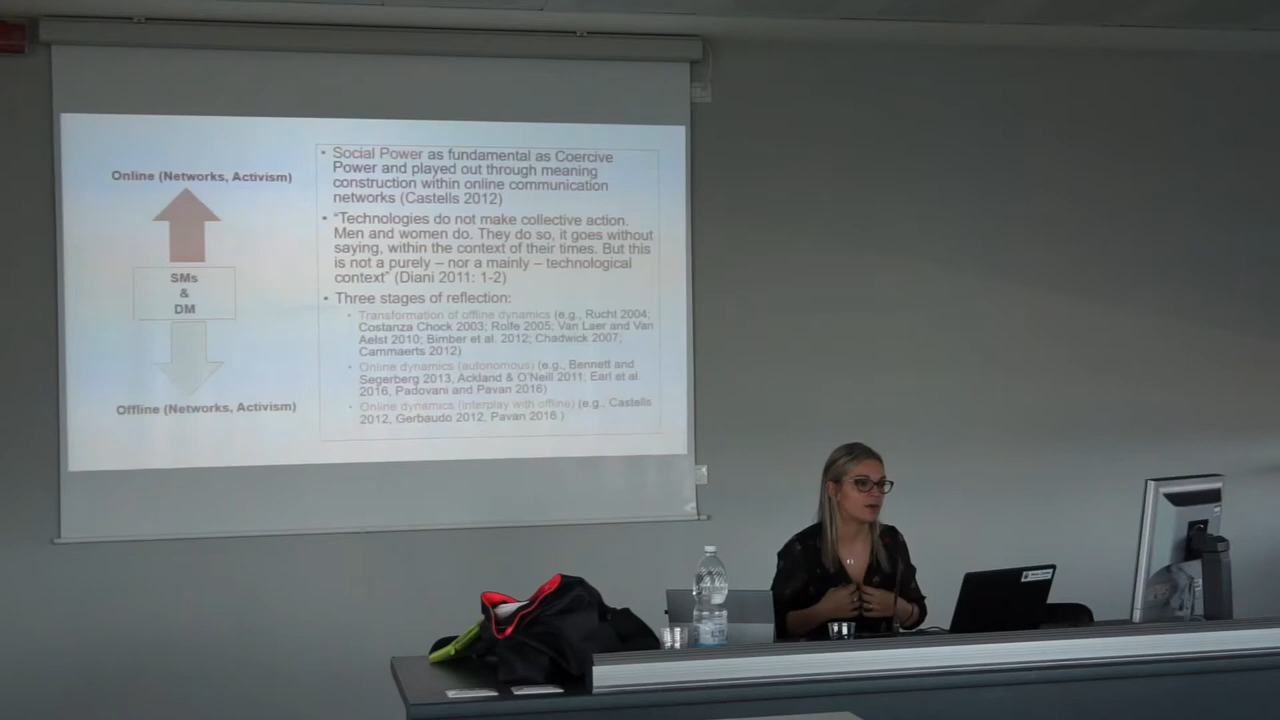 Online (Networks, Activism)
SMs
&
DM
Offline (Networks, Activism)
• Social Power as fundamental as Coercive
Power and played out through meaning
construction within online communication
networks (Castells 2012)
• “Technologies do not make collective action.
Men and women do. They do so, it goes without
saying, within the context of their times. But this
is not a purely – nor a mainly – technological
context” (Diani 2011: 1-2)
• Three stages of reflection:
• Transformation of offline dynamics (e.g., Rucht 2004;
Costanza Chock 2003; Rolfe 2005; Van Laer and Van
Aelst 2010; Bimber et al. 2012; Chadwick 2007;
Cammaerts 2012)
• Online dynamics (autonomous) (e.g., Bennett and
Segerberg 2013, Ackland & O’Neill 2011; Earl et al.
2016, Padovani and Pavan 2016)
• Online dynamics (interplay with offline) (e.g., Castells
2012, Gerbaudo 2012, Pavan 2016 )